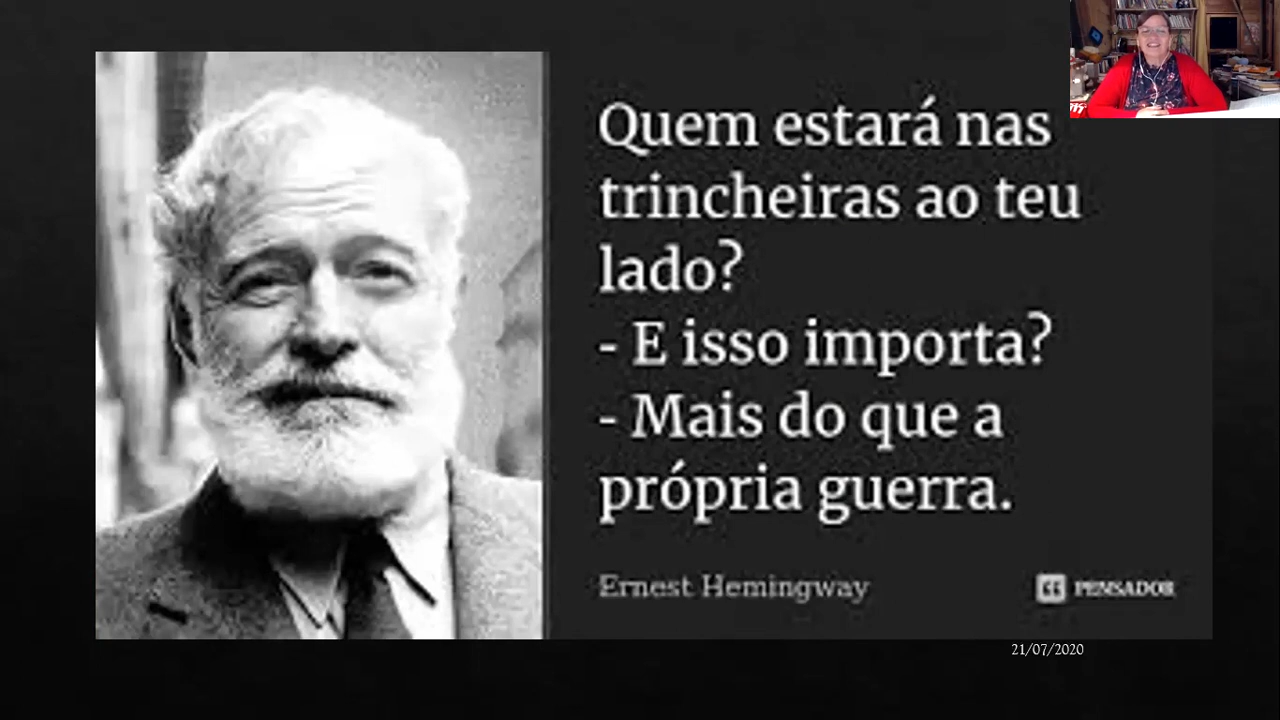 Quem estará nas
trincheiras ao teu
lado?
- E isso importa?
- Mais do que a
própria guerra.
Ernest Hemingway
PENSADOR
21/07/2020